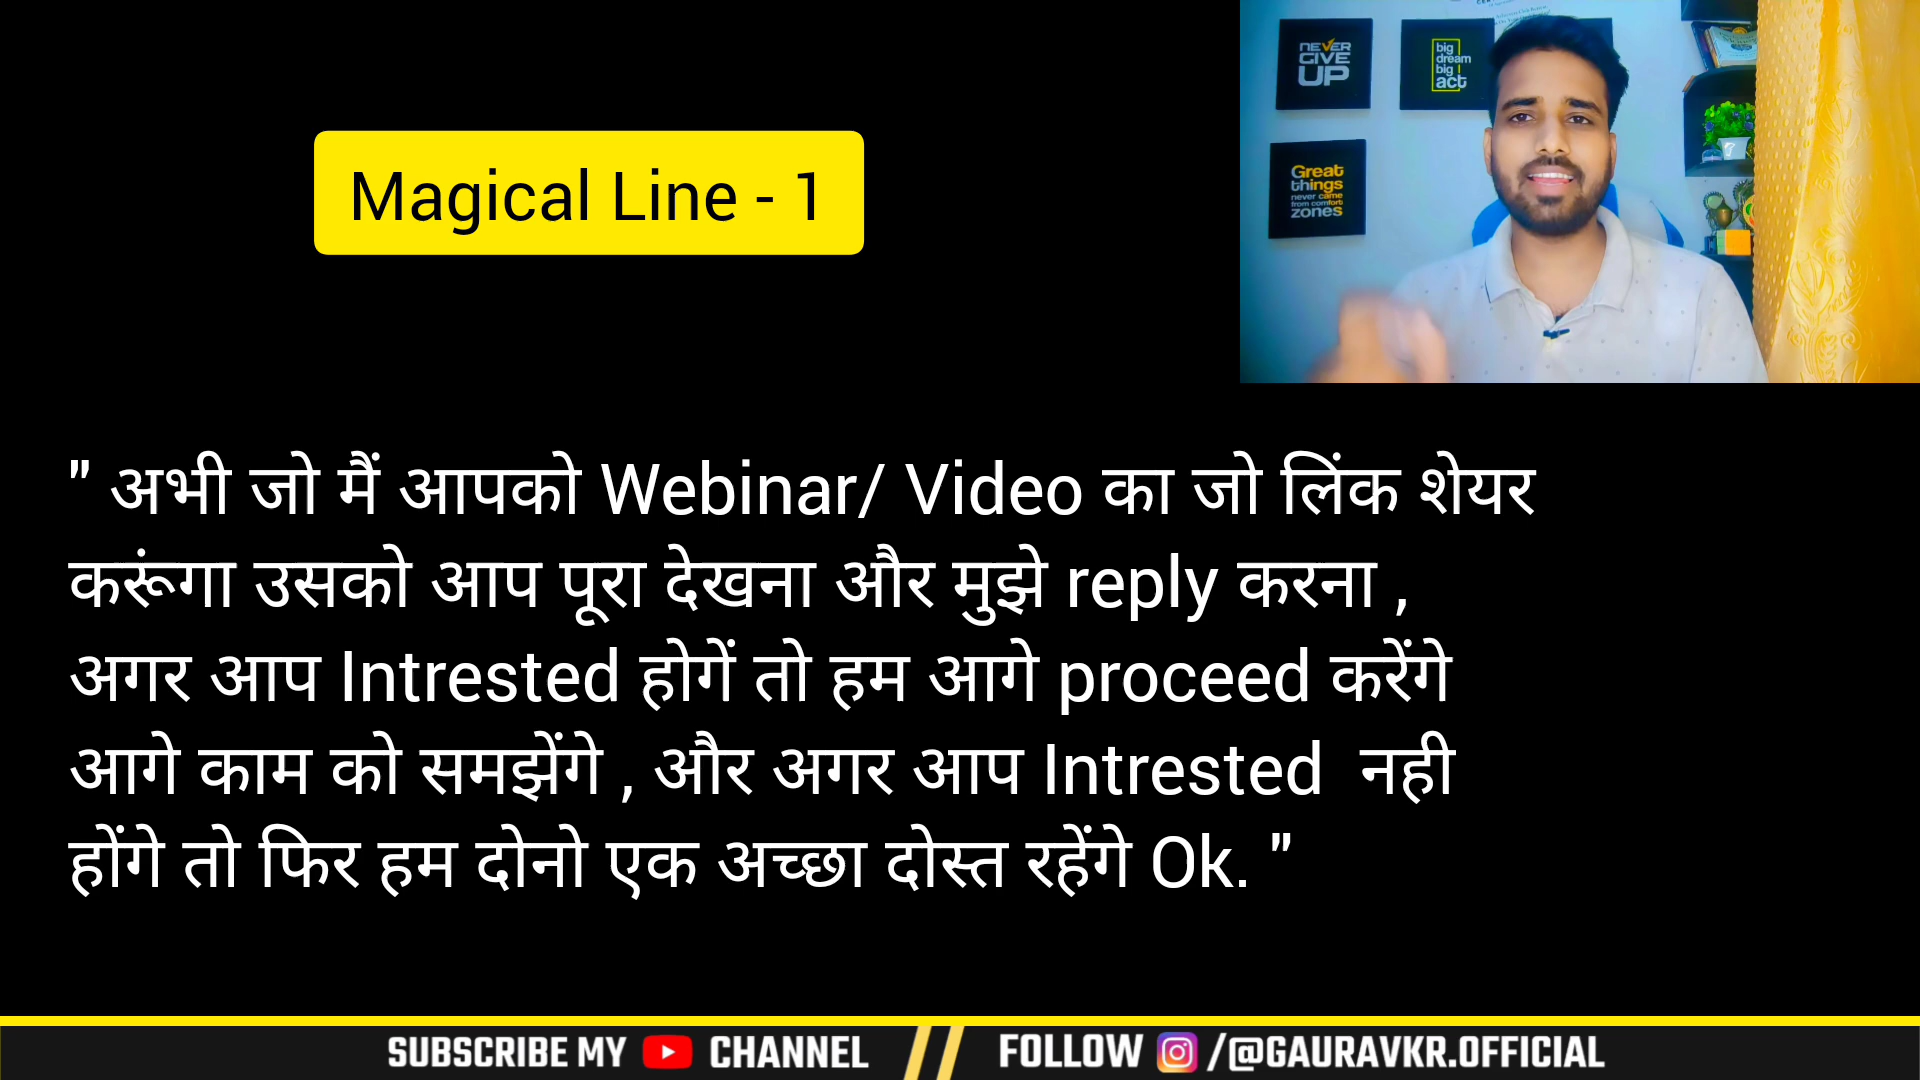 Magical Line - 1
NEVER
GIVE
UP
big
dream
big
act
Great
things
never came
from comfort
zones
" अभी जो मैं आपको Webinar/ Video का जो लिंक शेयर
करूंगा उसको आप पूरा देखना और मुझे reply करना ,
अगर आप Intrested होगें तो हम आगे proceed करेंगे
आगे काम को समझेंगे , और अगर आप Intrested  नही
होंगे तो फिर हम दोनो एक अच्छा दोस्त रहेंगे Ok. "
SUBSCRIBE MY CHANNEL // FOLLOW /@GAURAVKR.OFFICIAL